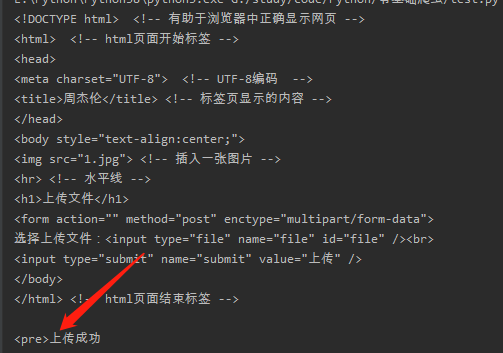 <!DOCTYPE html>  <!-- 有助于浏览器中正确显示网页 -->
<html>  <!-- html页面开始标签 -->
<head>
<meta charset="UTF-8">  <!-- UTF-8编码  -->
<title>周杰伦</title> <!-- 标签页显示的内容 -->
</head>
<body style="text-align:center;">
<img src="1.jpg"> <!-- 插入一张图片 -->
<hr> <!-- 水平线 -->
<h1>上传文件</h1>
<form action="" method="post" enctype="multipart/form-data">
选择上传文件：<input type="file" name="file" id="file" /><br>
<input type="submit" name="submit" value="上传" />
</body>
</html> <!-- html页面结束标签 -->
<pre>上传成功